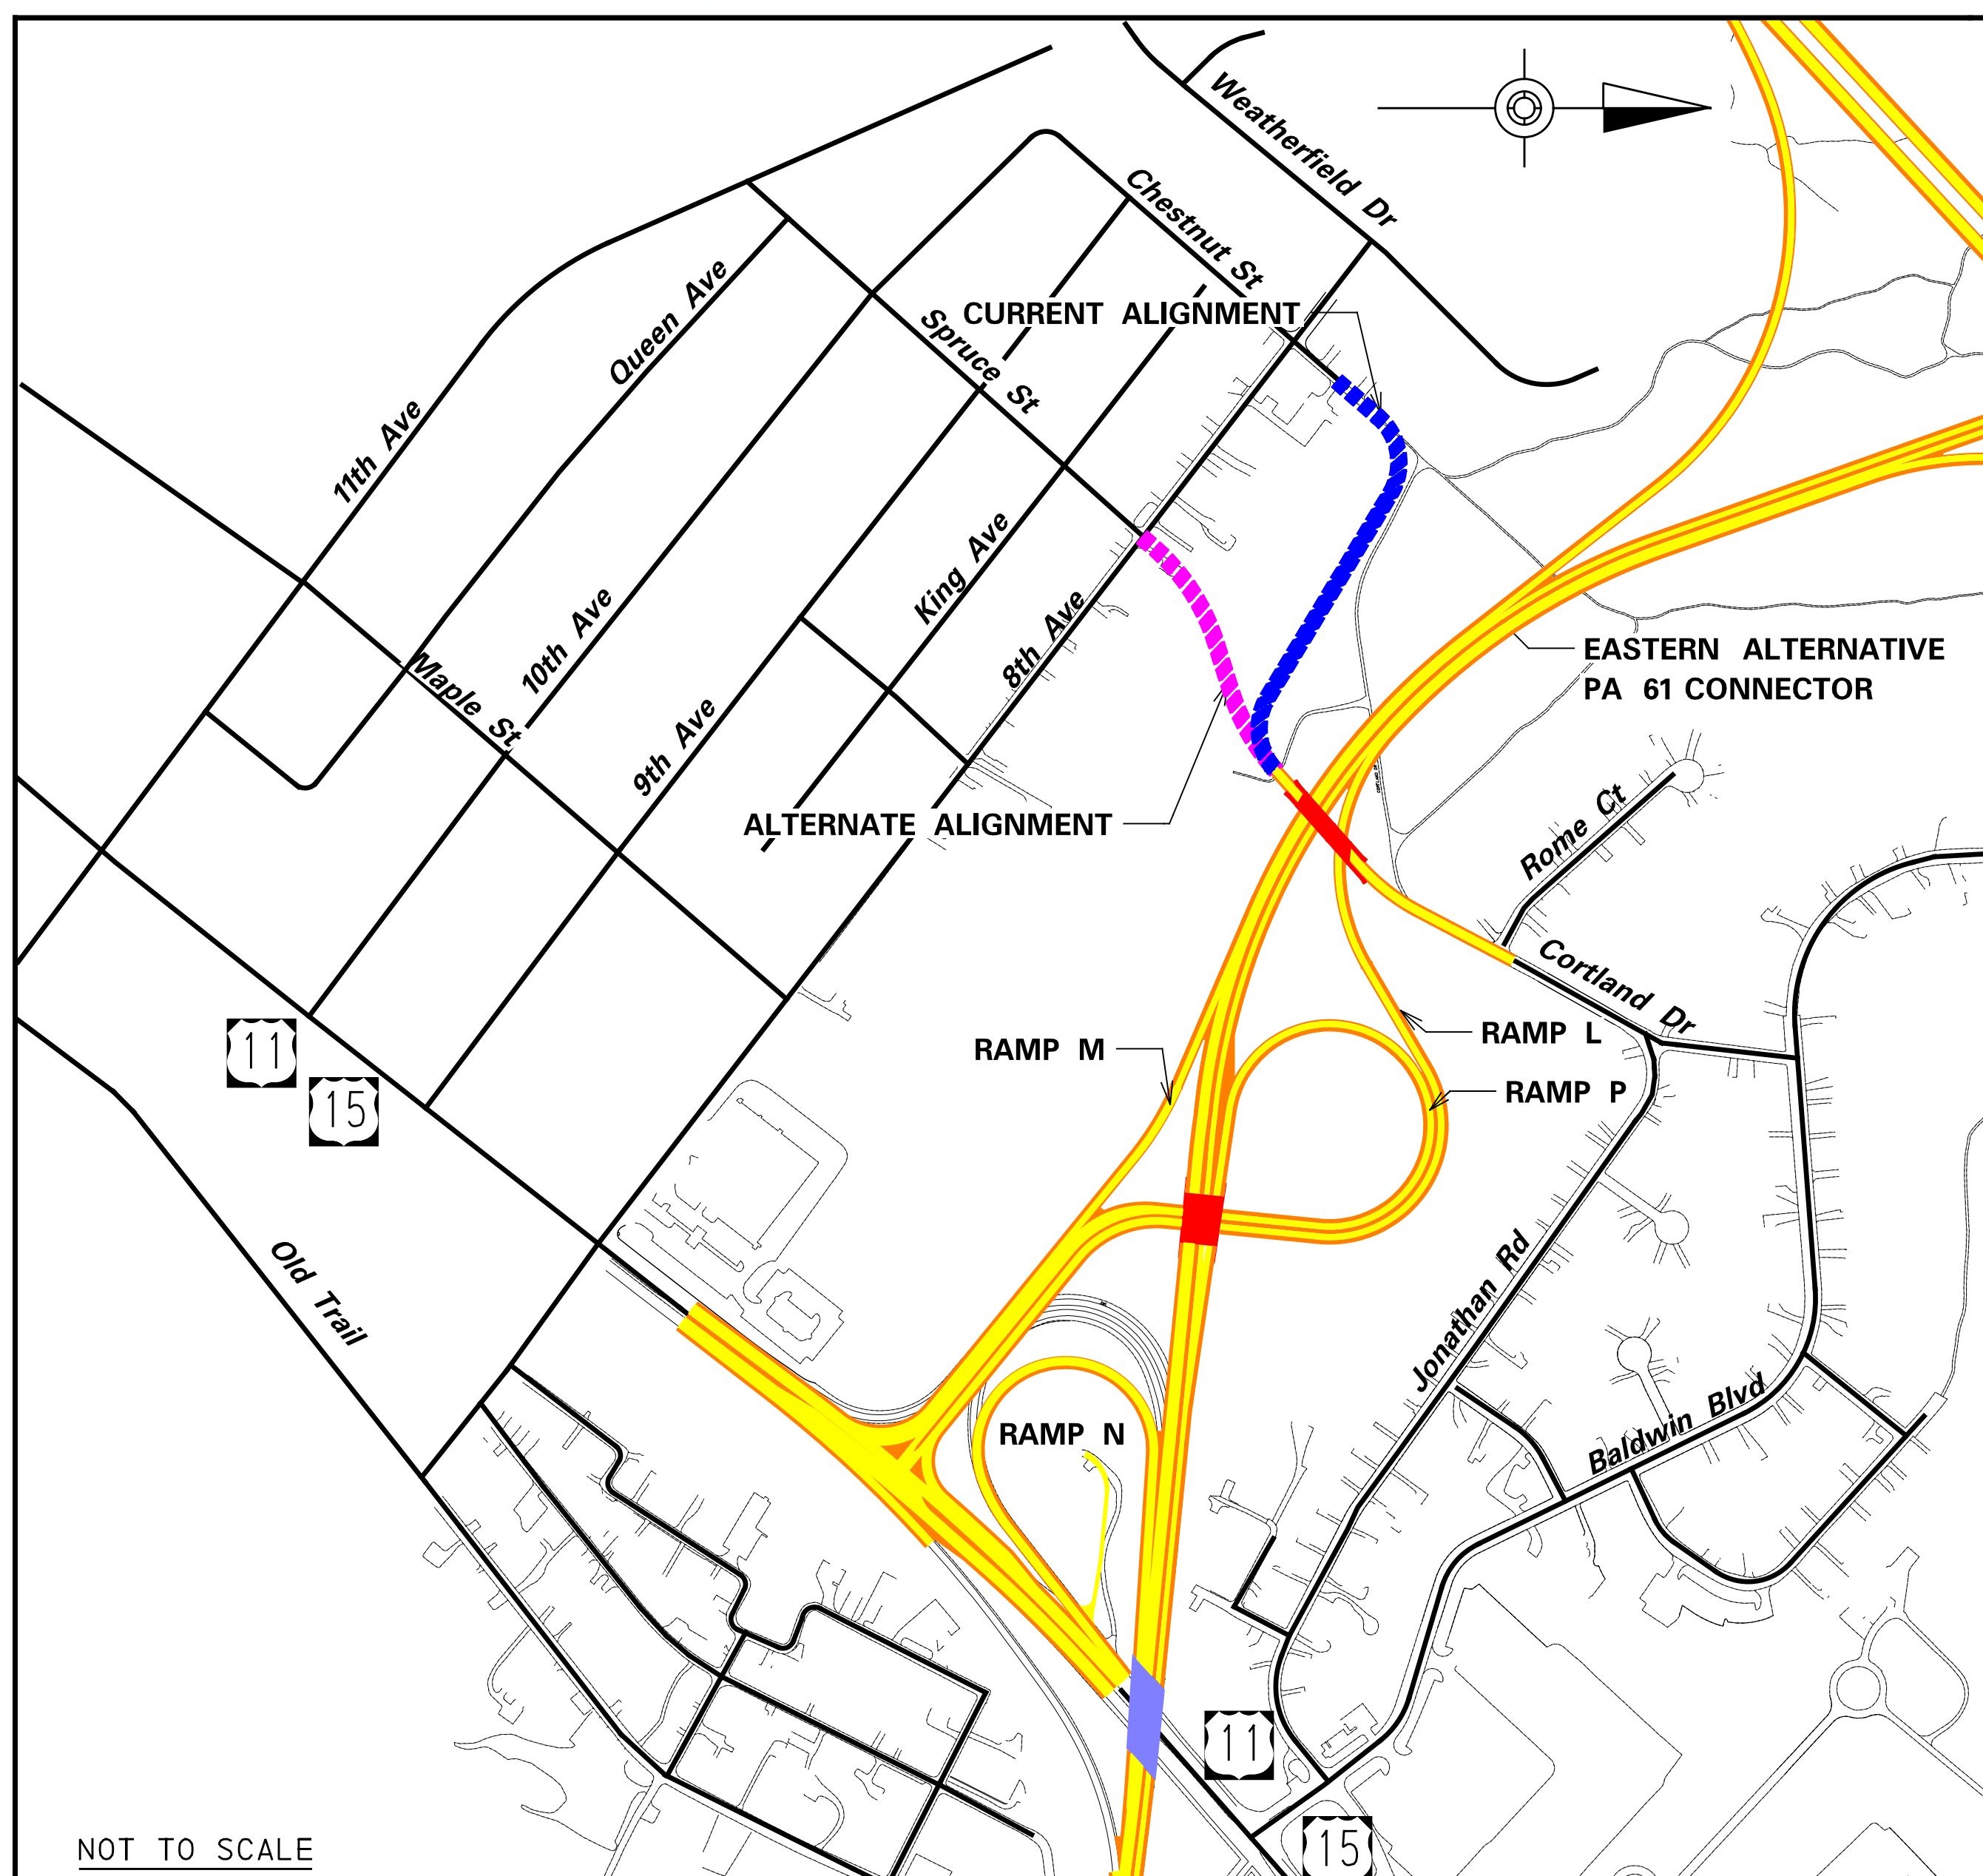 Weatherfield Dr
Chestnut St
CURRENT ALIGNMENT
Queen Ave
Spruce St
11th Ave
King Ave
10th Ave
8th Ave
EASTERN ALTERNATIVE
PA 61 CONNECTOR
Maple St
9th Ave
ALTERNATE ALIGNMENT
Rome Ct
Cortland Dr
11
15
RAMP M
RAMP L
RAMP P
Old Trail
Jonathan Rd
Baldwin Blvd
RAMP N
11
15
NOT TO SCALE